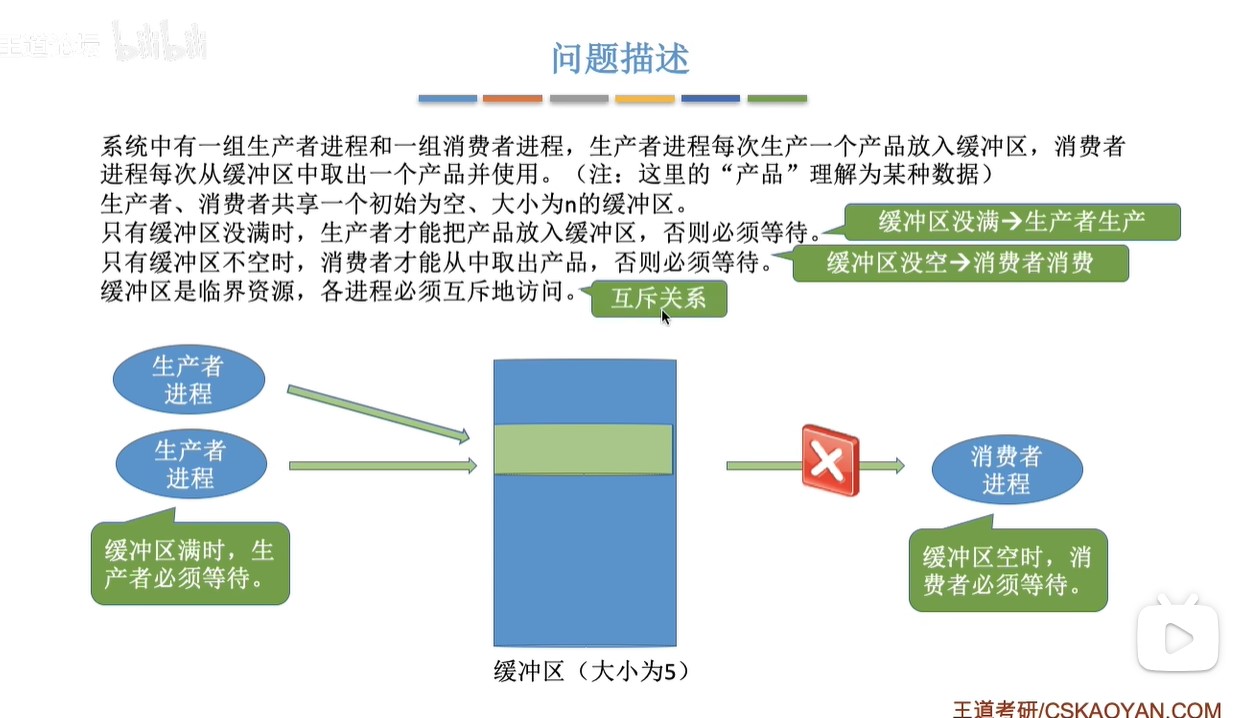 王道论坛 bilibili
问题描述
系统中有一组生产者进程和一组消费者进程，生产者进程每次生产一个产品放入缓冲区，消费者
进程每次从缓冲区中取出一个产品并使用。（注：这里的“产品”理解为某种数据）
生产者、消费者共享一个初始为空、大小为n的缓冲区。
只有缓冲区没满时，生产者才能把产品放入缓冲区，否则必须等待。
缓冲区没满→生产者生产
只有缓冲区不空时，消费者才能从中取出产品，否则必须等待。
缓冲区没空→消费者消费
缓冲区是临界资源，各进程必须互斥地访问。
互斥关系
生产者
进程
生产者
进程
缓冲区满时，生
产者必须等待。
消费者
进程
缓冲区空时，消
费者必须等待。
缓冲区（大小为5）
王道考研/CSKAOYAN.COM